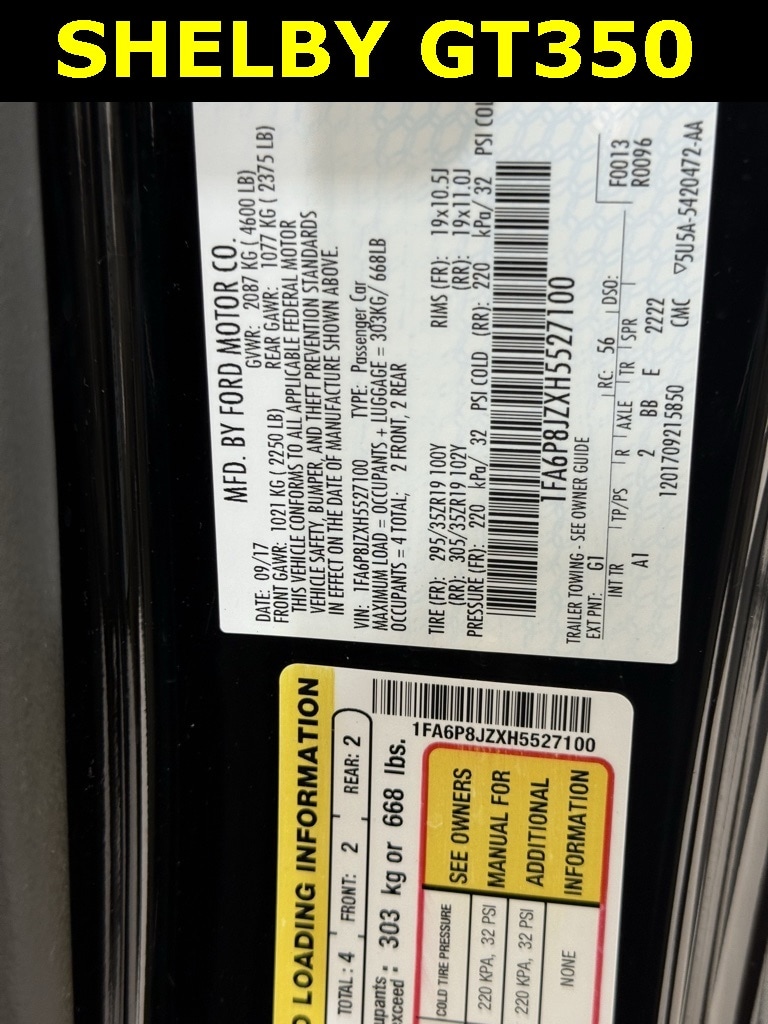 SHELBY GT350
MFD. BY FORD MOTOR CO.
DATE: 09/17 GVWR: 2087 KG ( 4600 LB)
FRONT GAWR: 1021 KG ( 2250 LB) REAR GAWR: 1077 KG ( 2375 LB)
THIS VEHICLE CONFORMS TO ALL APPLICABLE FEDERAL MOTOR
VEHICLE SAFETY, BUMPER, AND THEFT PREVENTION STANDARDS
IN EFFECT ON THE DATE OF MANUFACTURE SHOWN ABOVE.
VIN: 1FA6P8JZXH5527100 TYPE: Passenger Car
MAXIMUM LOAD = OCCUPANTS + LUGGAGE = 303KG/ 668LB
OCCUPANTS = 4 TOTAL; 2 FRONT, 2 REAR
TIRE (FR): 295/35ZR19 100Y RIMS (FR): 19x10.5J
(RR): 305/35ZR19 102Y (RR): 19x11.0J
PRESSURE (FR): 220 kPa/ 32 PSI COLD (RR): 220 kPa/ 32 PSI COL
1FA6P8JZXH5527100
TRAILER TOWING - SEE OWNER GUIDE
EXT PNT: G1 RC: 56 DSO: F0013
R0096
INT TR TP/PS R AXLE TR SPR
A1 2 BB E 2222
1201709215850 CMC ▽5U5A-5420472-AA
D LOADING INFORMATION
TOTAL : 4 FRONT: 2 REAR: 2
upants
exceed : 303 kg or 668 lbs.
1FA6P8JZXH5527100
COLD TIRE PRESSURE
220 KPA, 32 PSI
220 KPA, 32 PSI
NONE
SEE OWNERS
MANUAL FOR
ADDITIONAL
INFORMATION